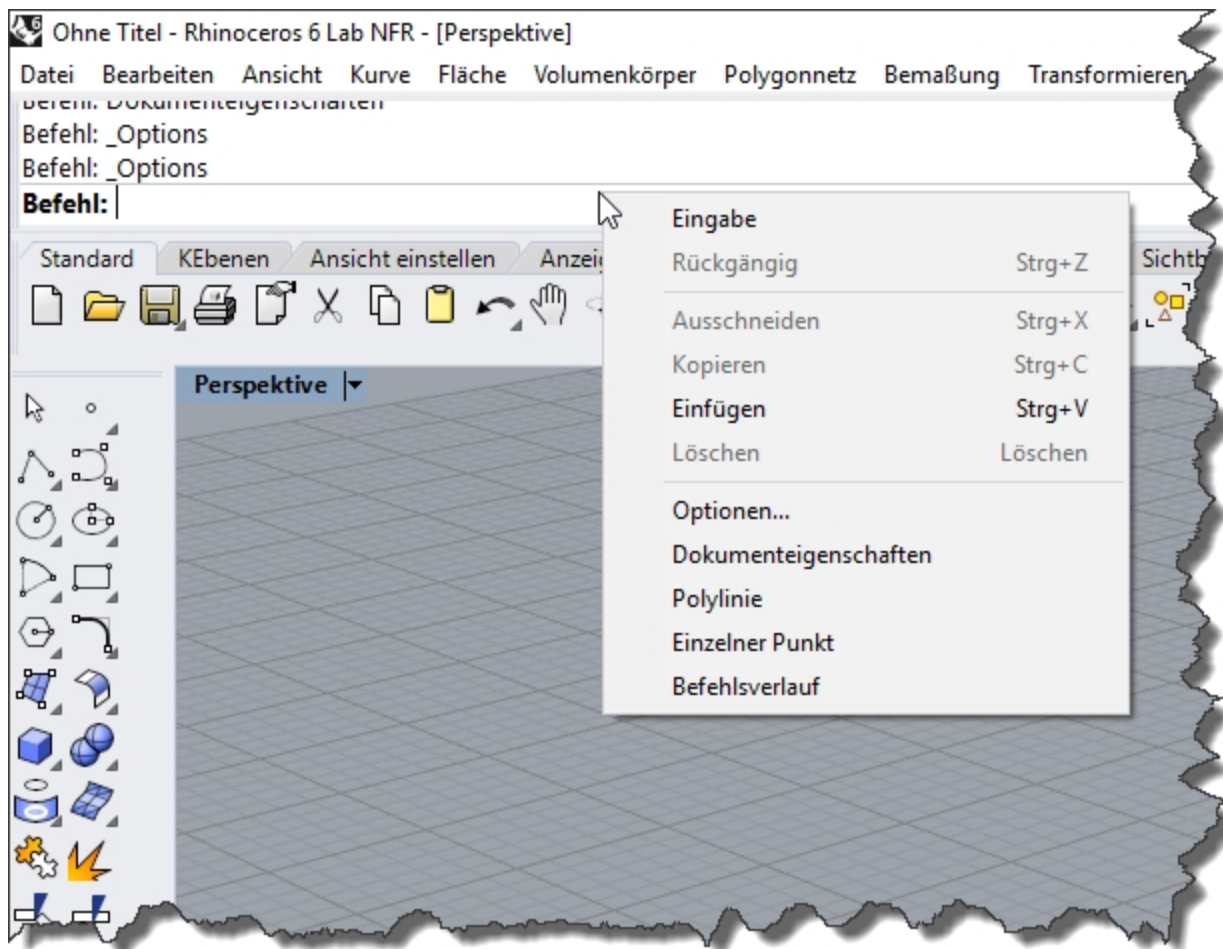 Ohne Titel - Rhinoceros 6 Lab NFR - [Perspektive]
Datei Bearbeiten Ansicht Kurve Fläche Volumenkörper Polygonnetz Bemaßung Transformieren
Befehl: Dokumenteigenschaften
Befehl: _Options
Befehl: _Options
Befehl:
Standard KEbenen Ansicht einstellen
Perspektive
Eingabe
Rückgängig Strg+Z
Ausschneiden Strg+X
Kopieren Strg+C
Einfügen Strg+V
Löschen Löschen
Optionen...
Dokumenteigenschaften
Polylinie
Einzelner Punkt
Befehlsverlauf